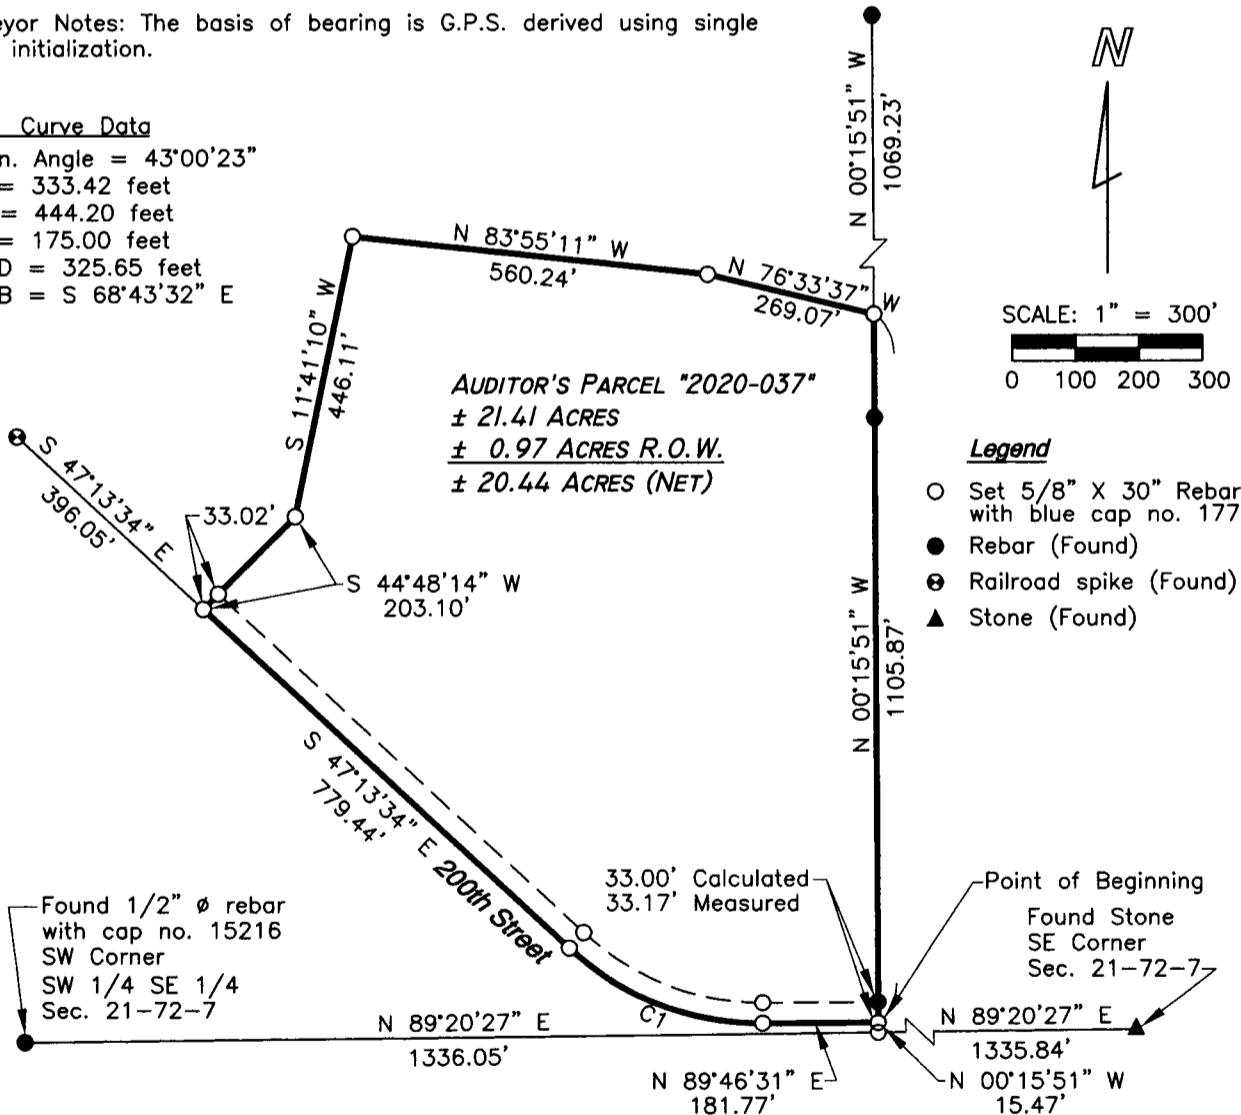 Notes: The basis of bearing is G.P.S. derived using single
initialization.
Curve Data
Angle = 43°00'23"
= 333.42 feet
= 444.20 feet
= 175.00 feet
= 325.65 feet
= S 68°43'32" E
N 00°15'51" W
1069.23'
N
SCALE: 1" = 300'
0 100 200 300
N 83°55'11" W
560.24'
N 76°33'37" W
269.07'
S 11°41'10" W
446.11'
AUDITOR'S PARCEL "2020-037"
± 21.41 ACRES
± 0.97 ACRES R.O.W.
± 20.44 ACRES (NET)
Legend
Set 5/8" X 30" Rebar
with blue cap no. 177
Rebar (Found)
Railroad spike (Found)
Stone (Found)
S 47°13'34" E
396.05'
33.02'
S 44°48'14" W
203.10'
N 00°15'51" W
1105.87'
S 47°13'34" E
779.44'
200th Street
33.00' Calculated
33.17' Measured
Point of Beginning
Found Stone
SE Corner
Sec. 21-72-7
Found 1/2" ø rebar
with cap no. 15216
SW Corner
SW 1/4 SE 1/4
Sec. 21-72-7
C1
N 89°20'27" E
1336.05'
N 89°20'27" E
1335.84'
N 89°46'31" E
181.77'
N 00°15'51" W
15.47'